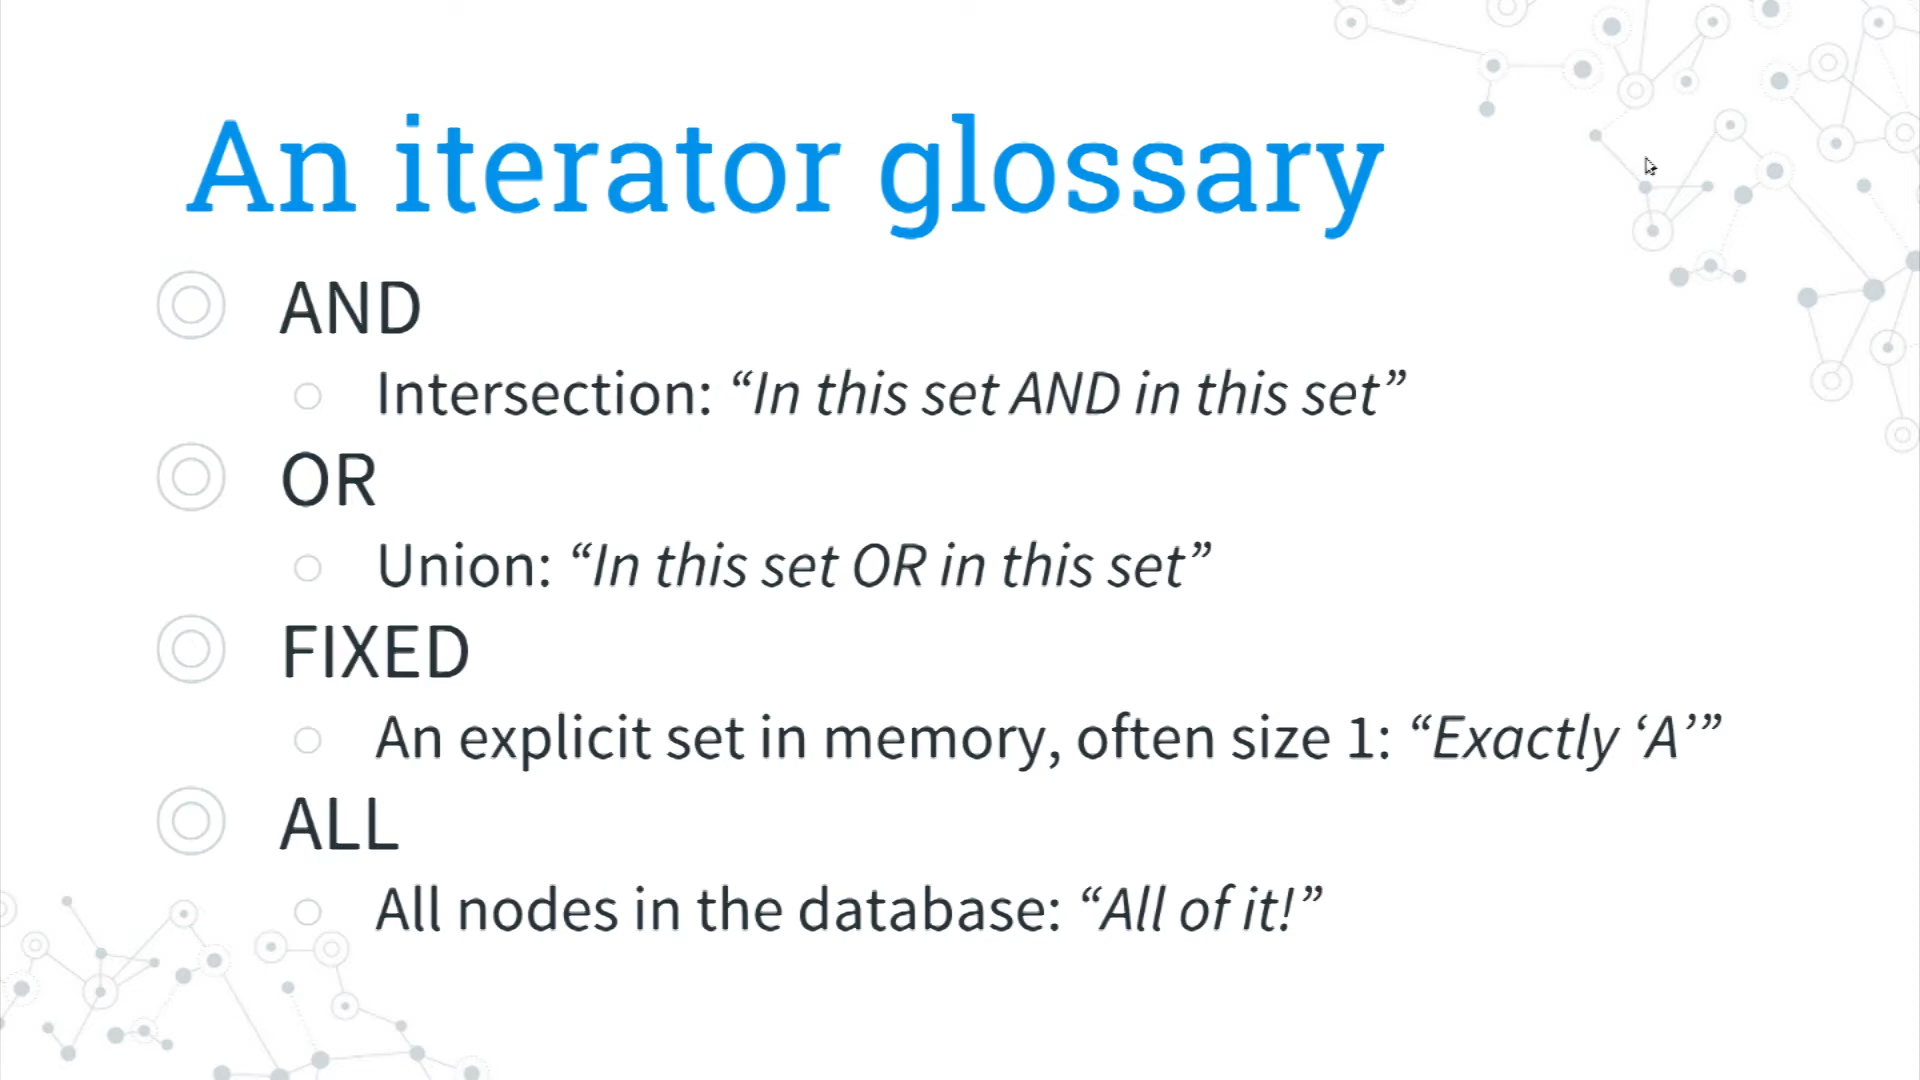 An iterator glossary
AND
Intersection: “In this set AND in this set”
OR
Union: “In this set OR in this set”
FIXED
An explicit set in memory, often size 1: “Exactly ‘A’”
ALL
All nodes in the database: “All of it!”